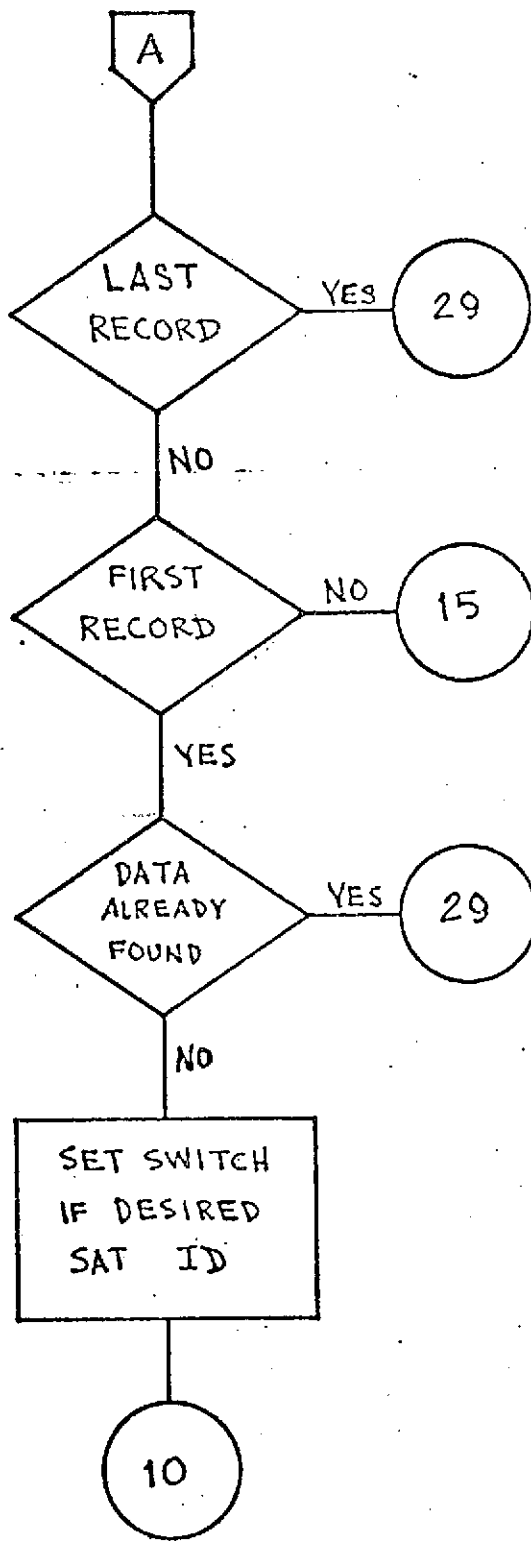 A
LAST
RECORD
YES
29
NO
FIRST
RECORD
NO
15
YES
DATA
ALREADY
FOUND
YES
29
NO
SET SWITCH
IF DESIRED
SAT ID
10